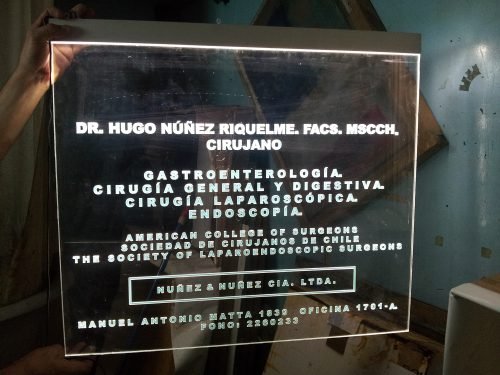 DR. HUGO NÚÑEZ RIQUELME. FACS. MSCCH.
CIRUJANO
GASTROENTEROLOGÍA.
CIRUGÍA GENERAL Y DIGESTIVA.
CIRUGÍA LAPAROSCÓPICA.
ENDOSCOPÍA.
AMERICAN COLLEGE OF SURGEONS
SOCIEDAD DE CIRUJANOS DE CHILE
THE SOCIETY OF LAPAROENDOSCOPIC SURGEONS
NUÑEZ & NUÑEZ CIA. LTDA.
MANUEL ANTONIO MATTA 1839 OFICINA 1701-A.
FONO: 2260233